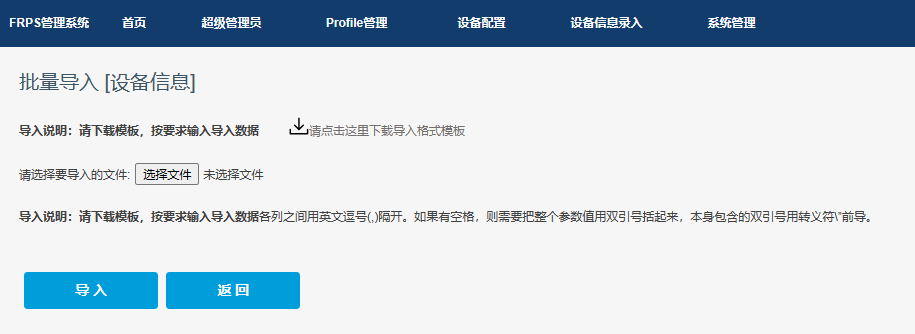 FRPS管理系统 首页 超级管理员 Profile管理 设备配置 设备信息录入 系统管理
批量导入 [设备信息]
导入说明：请下载模板，按要求输入导入数据 请点击这里下载导入格式模板
请选择要导入的文件: 选择文件 未选择文件
导入说明：请下载模板，按要求输入导入数据各列之间用英文逗号(,)隔开。如果有空格，则需要把整个参数值用双引号括起来，本身包含的双引号用转义符\"前导。
导 入 返 回